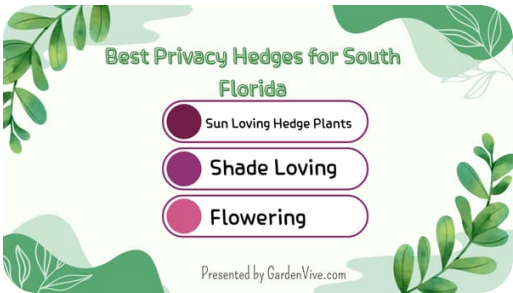 Best Privacy Hedges for South
Florida
Sun Loving Hedge Plants
Shade Loving
Flowering
Presented by GardenVive.com